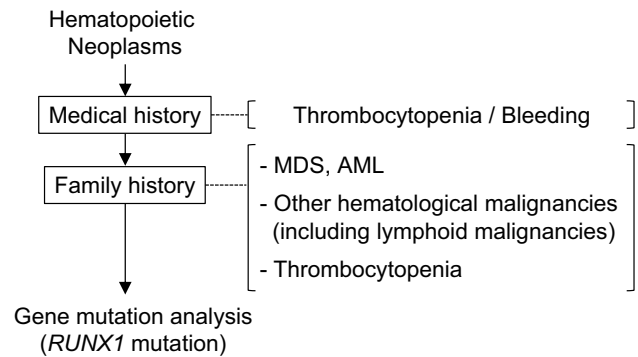 Hematopoietic
Neoplasms
Medical history
Thrombocytopenia / Bleeding
Family history
- MDS, AML
- Other hematological malignancies
(including lymphoid malignancies)
- Thrombocytopenia
Gene mutation analysis
(RUNX1 mutation)